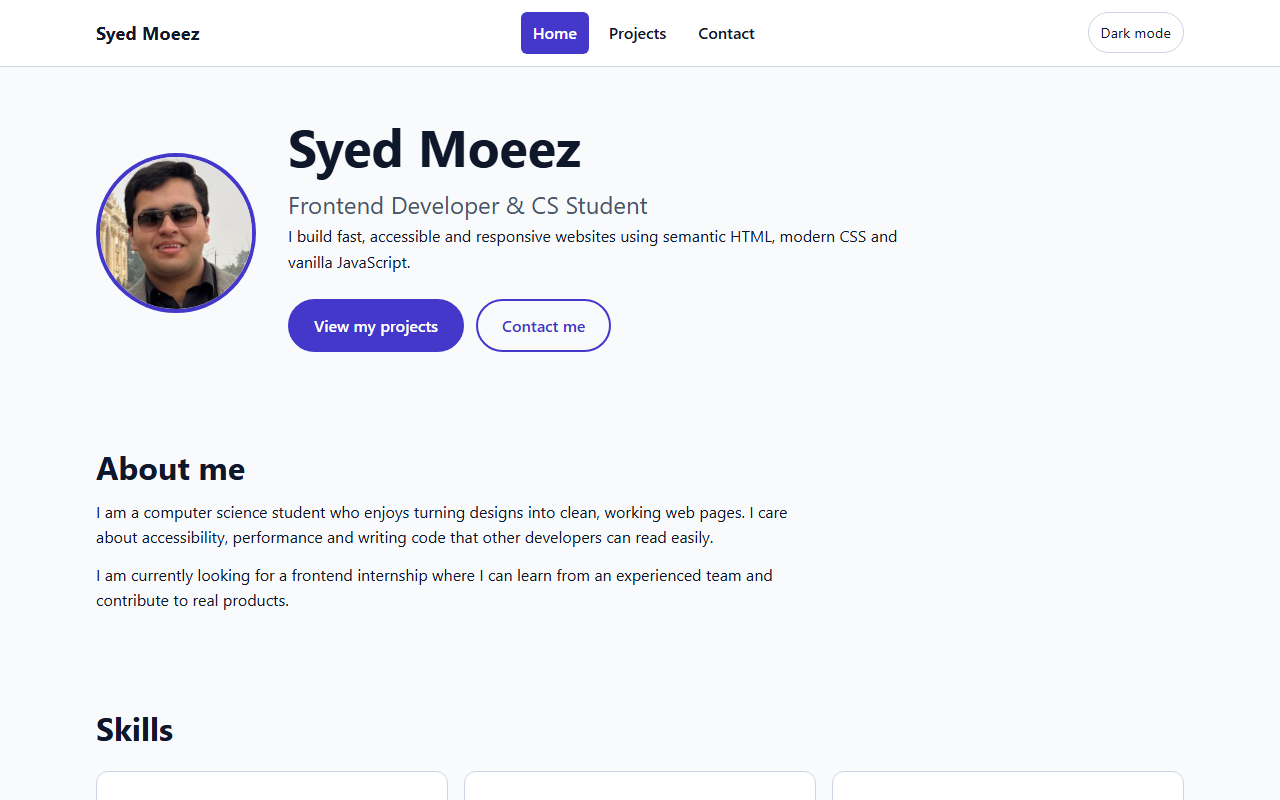 Syed Moeez
Home
Projects
Contact
Dark mode
Syed Moeez
Frontend Developer & CS Student
I build fast, accessible and responsive websites using semantic HTML, modern CSS and
vanilla JavaScript.
View my projects
Contact me
About me
I am a computer science student who enjoys turning designs into clean, working web pages. I care
about accessibility, performance and writing code that other developers can read easily.
I am currently looking for a frontend internship where I can learn from an experienced team and
contribute to real products.
Skills